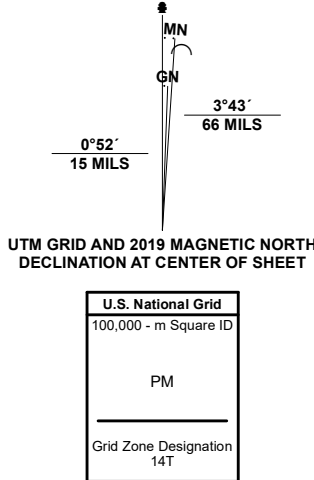 MN
GN
3°43´
66 MILS
0°52´
15 MILS
UTM GRID AND 2019 MAGNETIC NORTH
DECLINATION AT CENTER OF SHEET
U.S. National Grid
100,000 - m Square ID
PM
Grid Zone Designation
14T